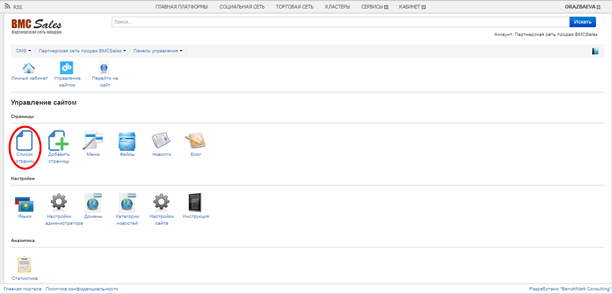 RSS ГЛАВНАЯ ПЛАТФОРМЫ СОЦИАЛЬНАЯ СЕТЬ ТОРГОВАЯ СЕТЬ КЛАСТЕРЫ СЕРВИСЫ КАБИНЕТ ORAZBAEVA
BMC Sales
Партнерская сеть продаж
Поиск...
Искать
Аккаунт: Партнерская сеть продаж BMCSales
CMS Партнерская сеть продаж BMCSales Панель управления
Личный кабинет
Управление сайтом
Перейти на сайт
Управление сайтом
Страницы
Список страниц
Добавить страницу
Меню
Файлы
Новости
Блог
Настройки
Языки
Настройки администратора
Домены
Категории новостей
Настройки сайта
Инструкция
Аналитика
Статистика
Главная портала Политика конфиденциальности
Разработано "BenchMark Consulting"